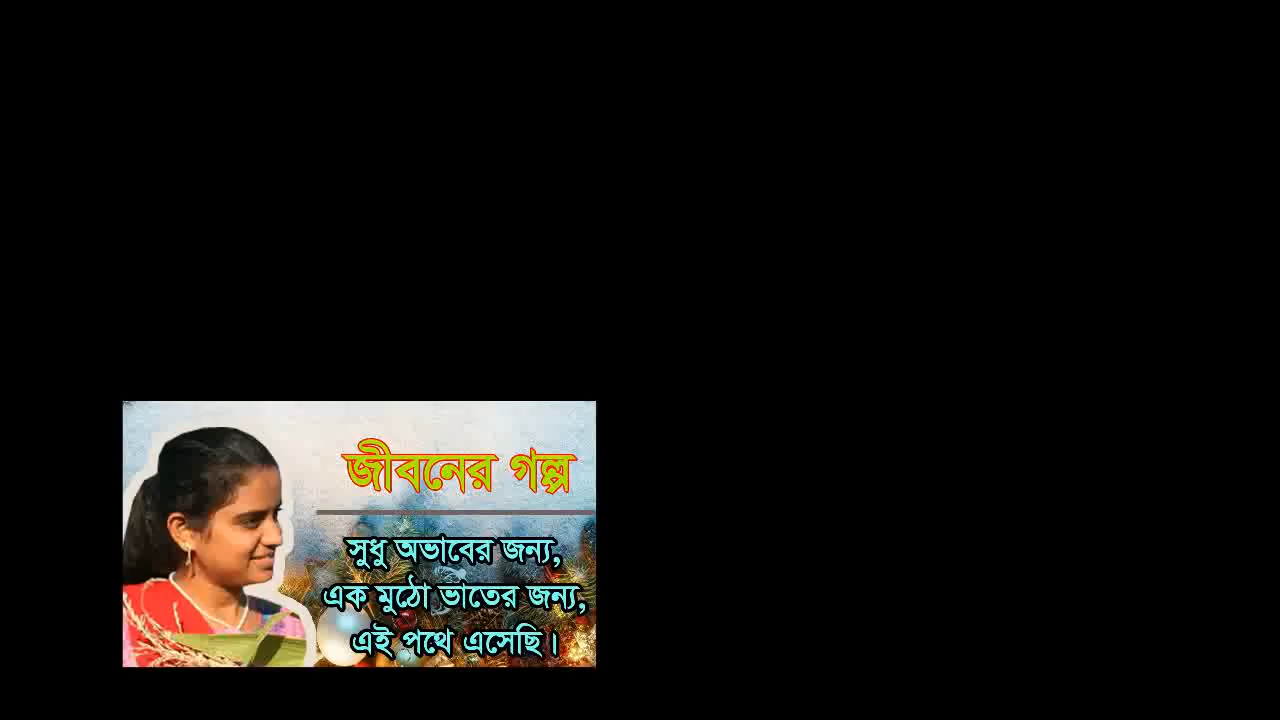 জীবনের গল্প
সুধু অভাবের জন্য,
এক মুঠো ভাতের জন্য,
এই পথে এসেছি।